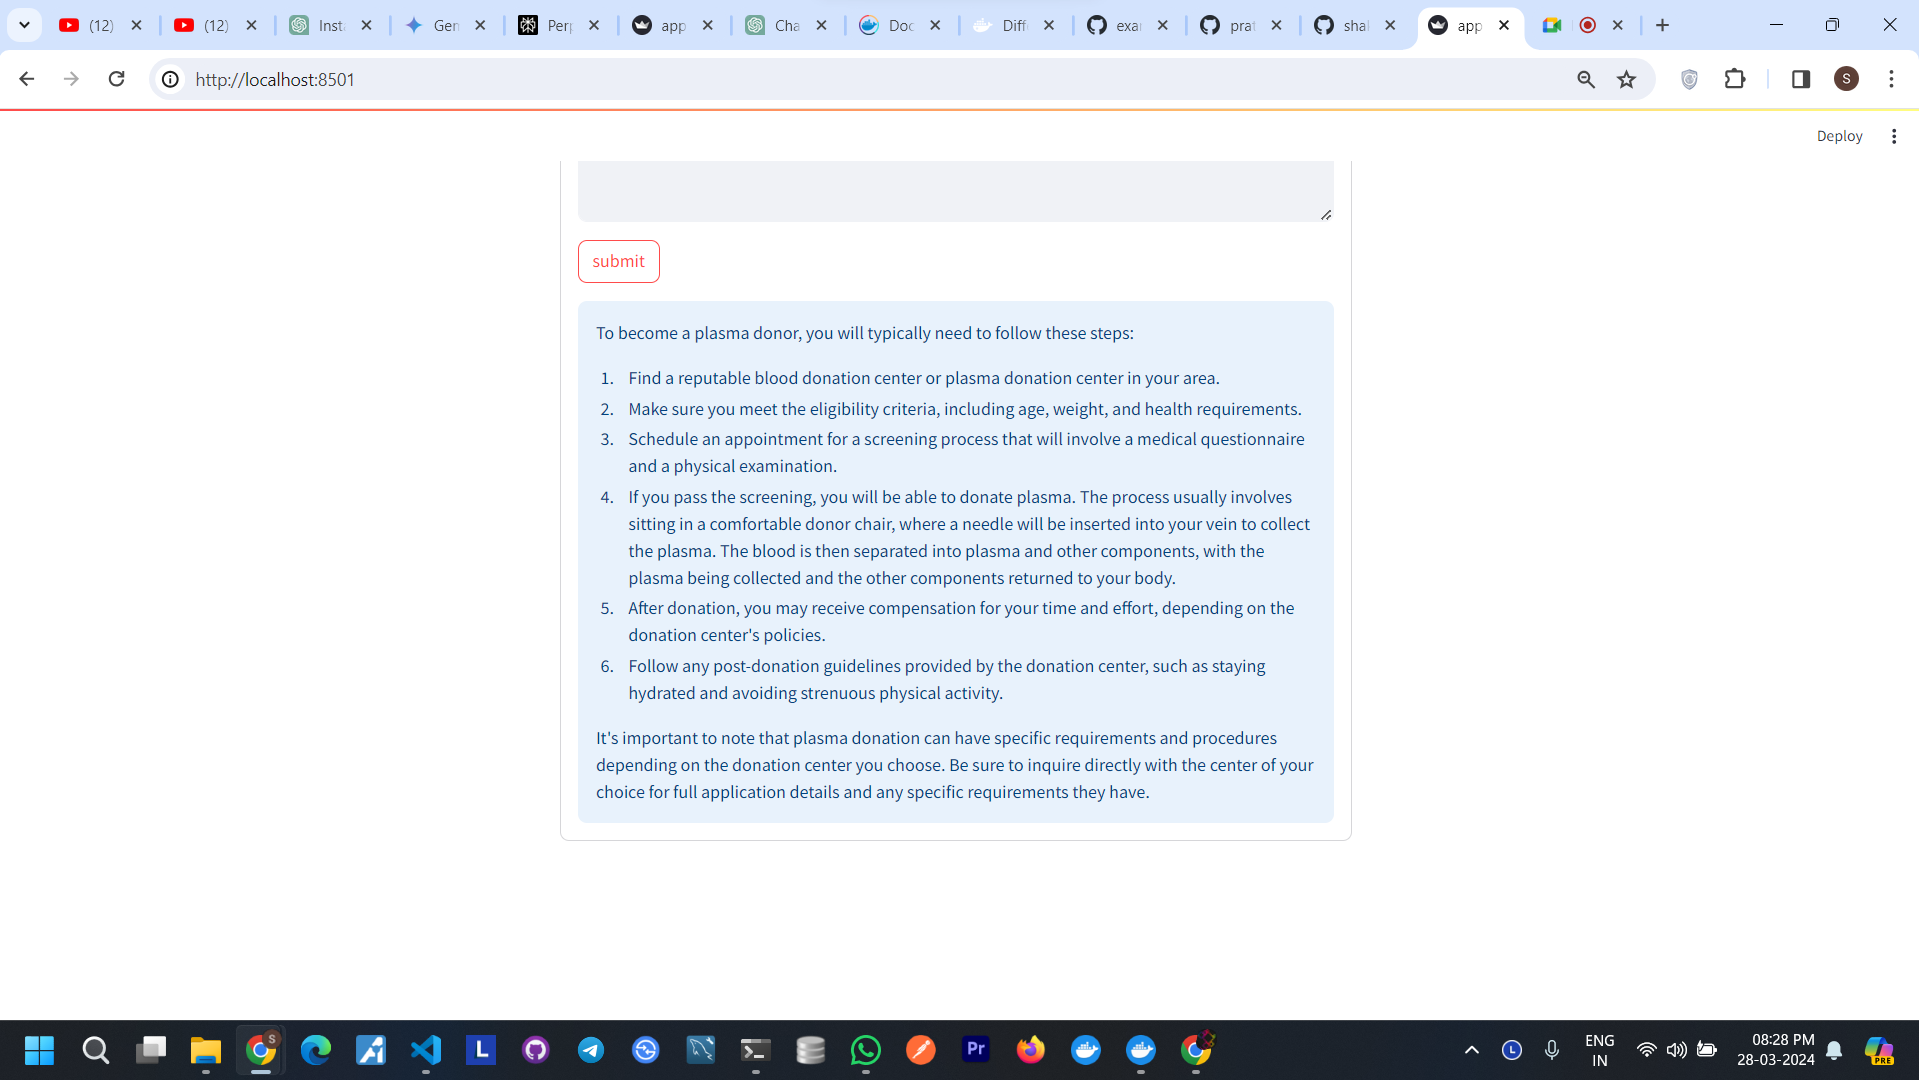 (12)
(12)
Inst
Gen
Perp
app
Cha
Doc
Diff
exa
prat
sha
app
http://localhost:8501
S
Deploy
submit
To become a plasma donor, you will typically need to follow these steps:
1. Find a reputable blood donation center or plasma donation center in your area.
2. Make sure you meet the eligibility criteria, including age, weight, and health requirements.
3. Schedule an appointment for a screening process that will involve a medical questionnaire
and a physical examination.
4. If you pass the screening, you will be able to donate plasma. The process usually involves
sitting in a comfortable donor chair, where a needle will be inserted into your vein to collect
the plasma. The blood is then separated into plasma and other components, with the
plasma being collected and the other components returned to your body.
5. After donation, you may receive compensation for your time and effort, depending on the
donation center's policies.
6. Follow any post-donation guidelines provided by the donation center, such as staying
hydrated and avoiding strenuous physical activity.
It's important to note that plasma donation can have specific requirements and procedures
depending on the donation center you choose. Be sure to inquire directly with the center of your
choice for full application details and any specific requirements they have.
S
L
Pr
L
ENG
IN
08:28 PM
28-03-2024
PRE